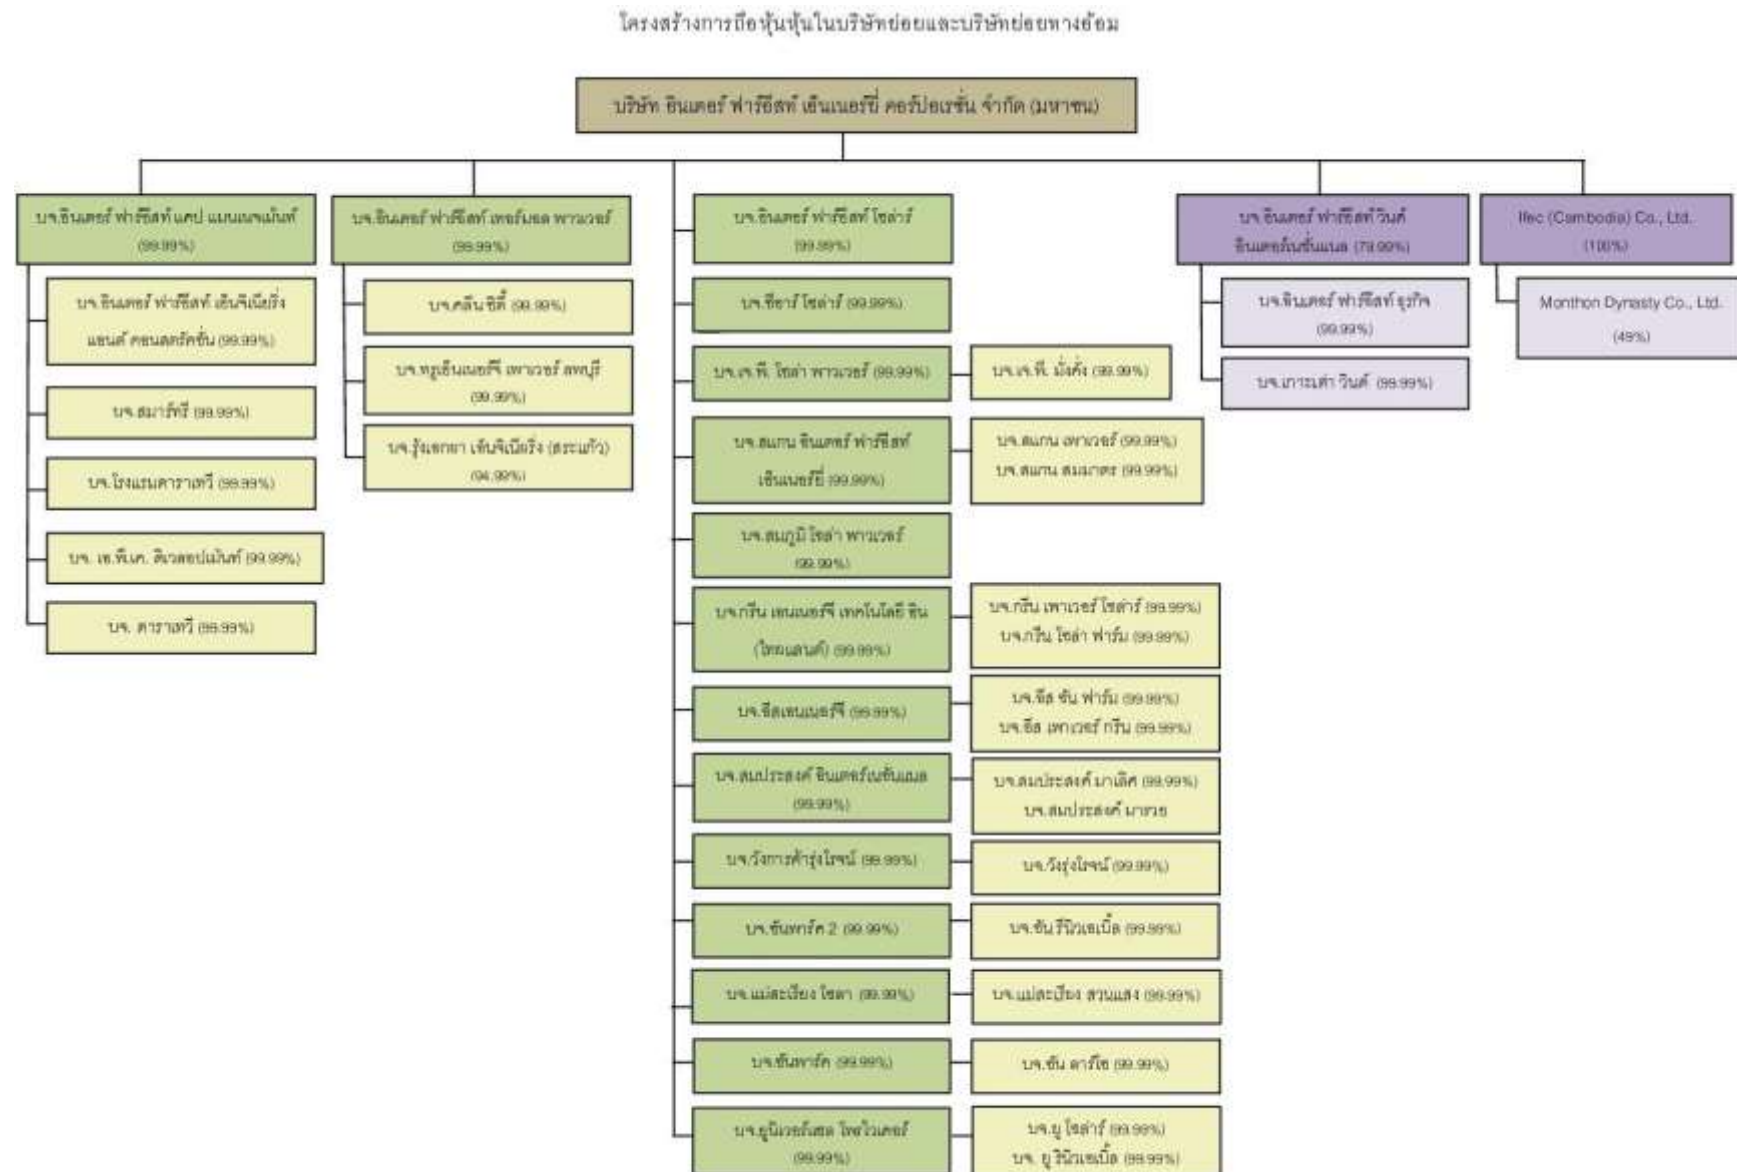 โครงสร้างการถือหุ้นหุ้นในบริษัทย่อยและบริษัทย่อยทางอ้อม
บริษัท อินเตอร์ ฟาร์อีสท์ เอ็นเนอร์ยี่ คอร์ปอเรชั่น จำกัด (มหาชน)
บจ.อินเตอร์ ฟาร์อีสท์ แคป แมนเนจเม้นท์
(99.99%)
บจ.อินเตอร์ ฟาร์อีสท์ เอ็นจิเนียริ่ง
แอนด์ คอนสตรัคชั่น (99.99%)
บจ.สมาร์ททรี (99.99%)
บจ.โรงแรมดาราเทวี (99.99%)
บจ. เอ.พี.เค. ดีเวลลอปเม้นท์ (99.99%)
บจ. ดาราเทวี (99.99%)
บจ.อินเตอร์ ฟาร์อีสท์ เทอร์มอล พาวเวอร์
(99.99%)
บจ.คลีน ซิตี้ (99.99%)
บจ.ทรูเอ็นเนอร์จี เพาเวอร์ ลพบุรี
(99.99%)
บจ.รุ้งเอกยา เอ็นจิเนียริ่ง (สระแก้ว)
(94.99%)
บจ.อินเตอร์ ฟาร์อีสท์ โซล่าร์
(99.99%)
บจ.ซีอาร์ โซล่าร์ (99.99%)
บจ.เจ.พี. โซล่า พาวเวอร์ (99.99%)
บจ.เจ.พี. มั่งคั่ง (99.99%)
บจ.สแกน อินเตอร์ ฟาร์อีสท์
เอ็นเนอร์ยี่ (99.99%)
บจ.สแกน เพาเวอร์ (99.99%)
บจ.สแกน สมมาตร (99.99%)
บจ.สมภูมิ โซล่า พาวเวอร์
(99.99%)
บจ.กรีน เอนเนอร์จี เทคโนโลยี อิน
(ไทยแลนด์) (99.99%)
บจ.กรีน เพาเวอร์ โซล่าร์ (99.99%)
บจ.กรีน โซล่า ฟาร์ม (99.99%)
บจ.อีสเอนเนอร์จี (99.99%)
บจ.อีส ซัน ฟาร์ม (99.99%)
บจ.อีส เพาเวอร์ กรีน (99.99%)
บจ.สมประสงค์ อินเตอร์เนชั่นแนล
(99.99%)
บจ.สมประสงค์ มาเลิศ (99.99%)
บจ.สมประสงค์ มารวย
บจ.วังการค้ารุ่งโรจน์ (99.99%)
บจ.วังรุ่งโรจน์ (99.99%)
บจ.ซันพาร์ค 2 (99.99%)
บจ.ซัน รีนิวเอเบิ้ล (99.99%)
บจ.แม่สะเรียง โซลา (99.99%)
บจ.แม่สะเรียง สวนแสง (99.99%)
บจ.ซันพาร์ค (99.99%)
บจ.ซัน ดาร์โซ (99.99%)
บจ.ยูนิเวอร์แซล โพรไวเดอร์
(99.99%)
บจ.ยู โซล่าร์ (99.99%)
บจ. ยู รินิวเอเบิ้ล (99.99%)
บจ อินเตอร์ ฟาร์อีสท์ วินด์
อินเตอร์เนชั่นแนล (79.99%)
บจ.อินเตอร์ ฟาร์อีสท์ ธุรกิจ
(99.99%)
บจ.เกาะเต่า วินด์ (99.99%)
Ifec (Cambodia) Co., Ltd.
(100%)
Monthon Dynasty Co., Ltd.
(49%)